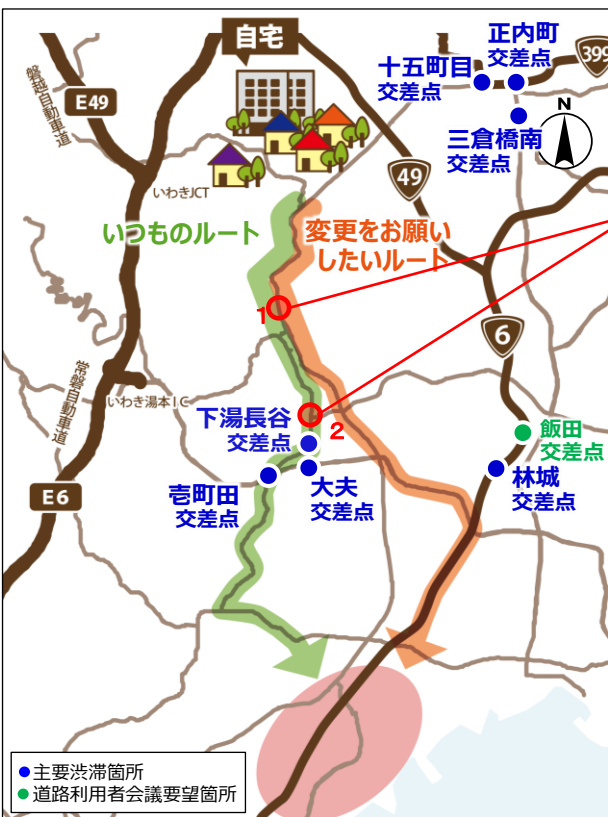 自宅
正内町
交差点
十五町目
交差点
399
三倉橋南
交差点
N
磐越自動車道
E49
49
いわきJCT
いつものルート
変更をお願い
したいルート
1
6
常磐自動車道
いわき湯本IC
下湯長谷
交差点
2
飯田
交差点
壱町田
交差点
大夫
交差点
林城
交差点
E6
●主要渋滞箇所
●道路利用者会議要望箇所